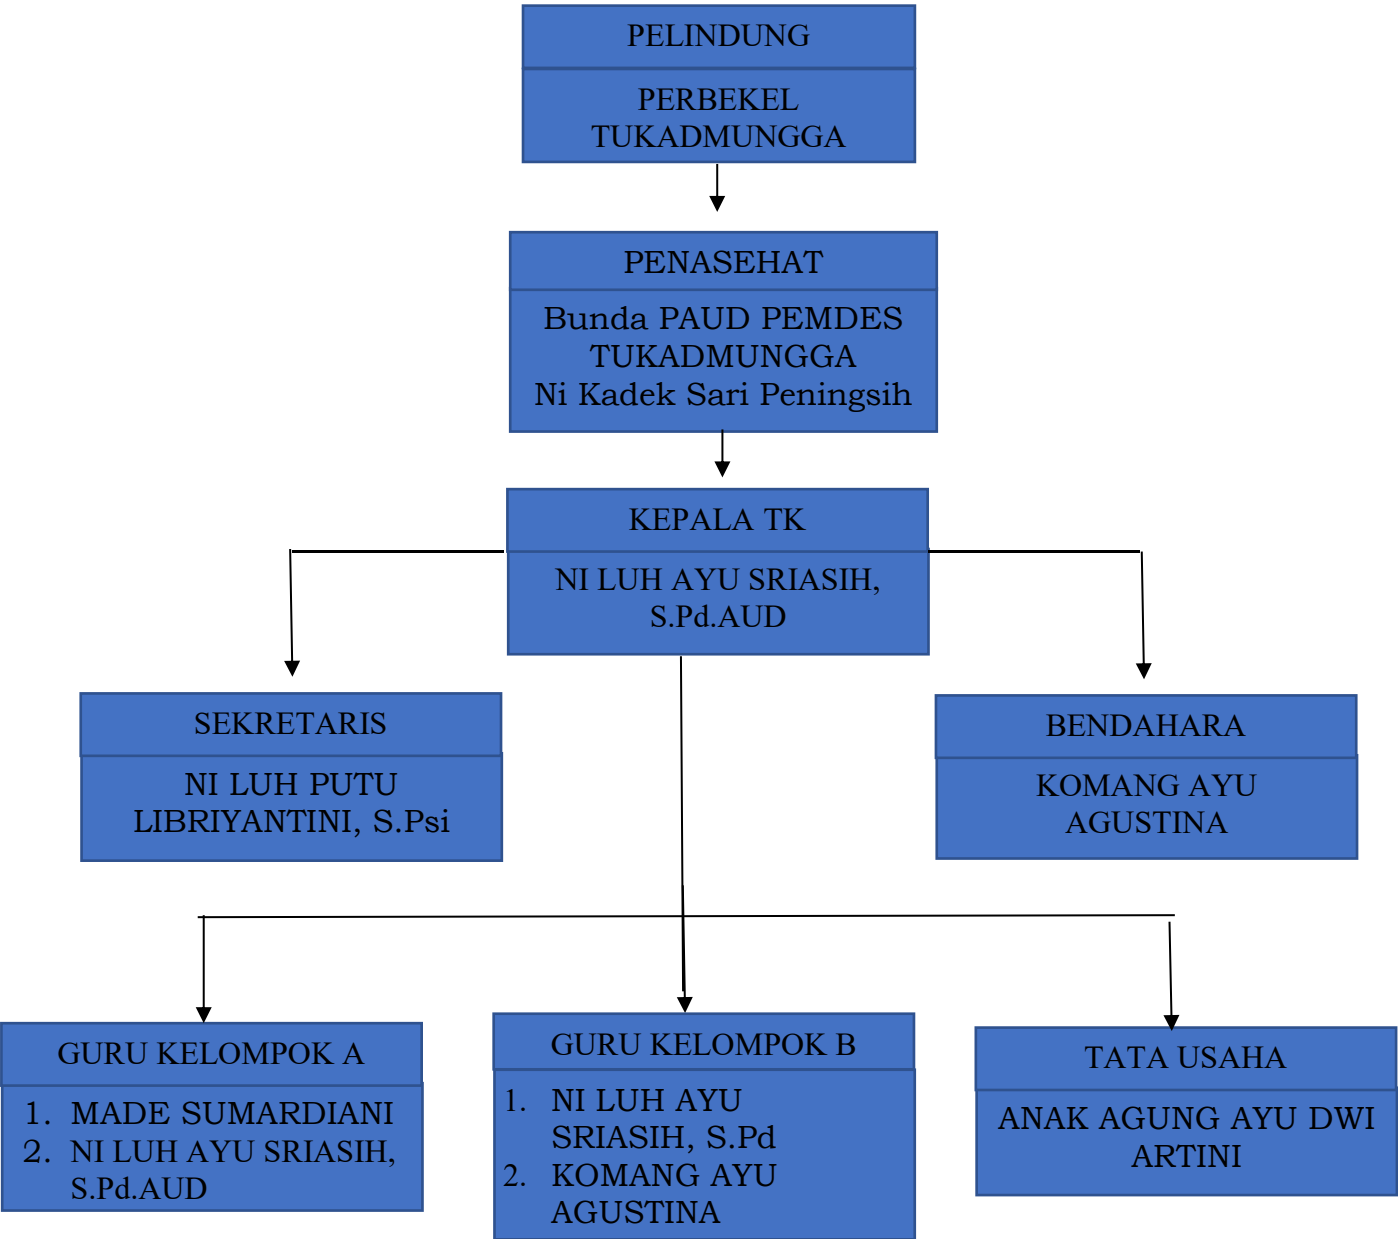 PELINDUNG
PERBEKEL
TUKADMUNGGA
PENASEHAT
Bunda PAUD PEMDES
TUKADMUNGGA
Ni Kadek Sari Peningsih
KEPALA TK
NI LUH AYU SRIASIH,
S.Pd.AUD
SEKRETARIS
NI LUH PUTU
LIBRIYANTINI, S.Psi
BENDAHARA
KOMANG AYU
AGUSTINA
GURU KELOMPOK A
1. MADE SUMARDIANI
2. NI LUH AYU SRIASIH,
S.Pd.AUD
GURU KELOMPOK B
1. NI LUH AYU
SRIASIH, S.Pd
2. KOMANG AYU
AGUSTINA
TATA USAHA
ANAK AGUNG AYU DWI
ARTINI